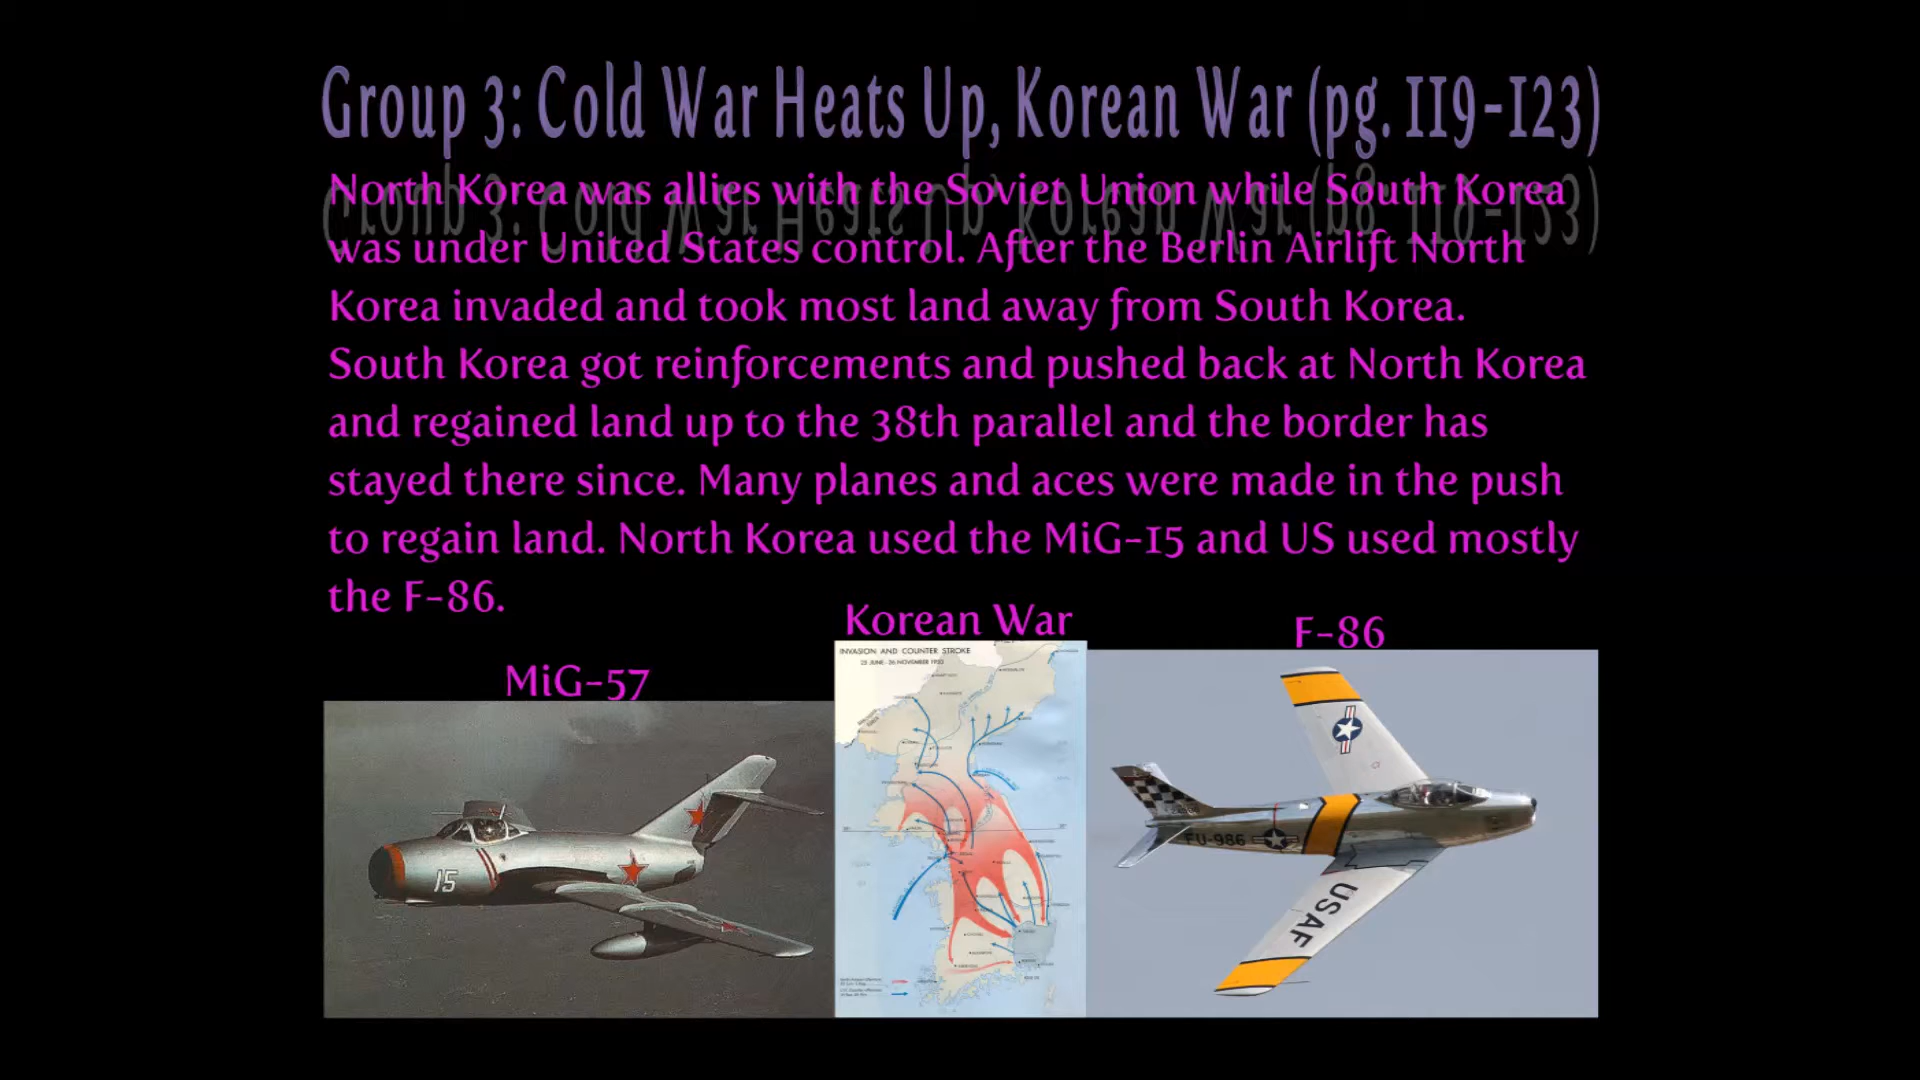 Group 3: Cold War Heats Up, Korean War (pg. 119-123)
North Korea was allies with the Soviet Union while South Korea
was under United States control. After the Berlin Airlift North
Korea invaded and took most land away from South Korea.
South Korea got reinforcements and pushed back at North Korea
and regained land up to the 38th parallel and the border has
stayed there since. Many planes and aces were made in the push
to regain land. North Korea used the MiG-15 and US used mostly
the F-86.
Korean War
F-86
MiG-57
INVASION AND COUNTER STROKE
15
FU-986
USAF